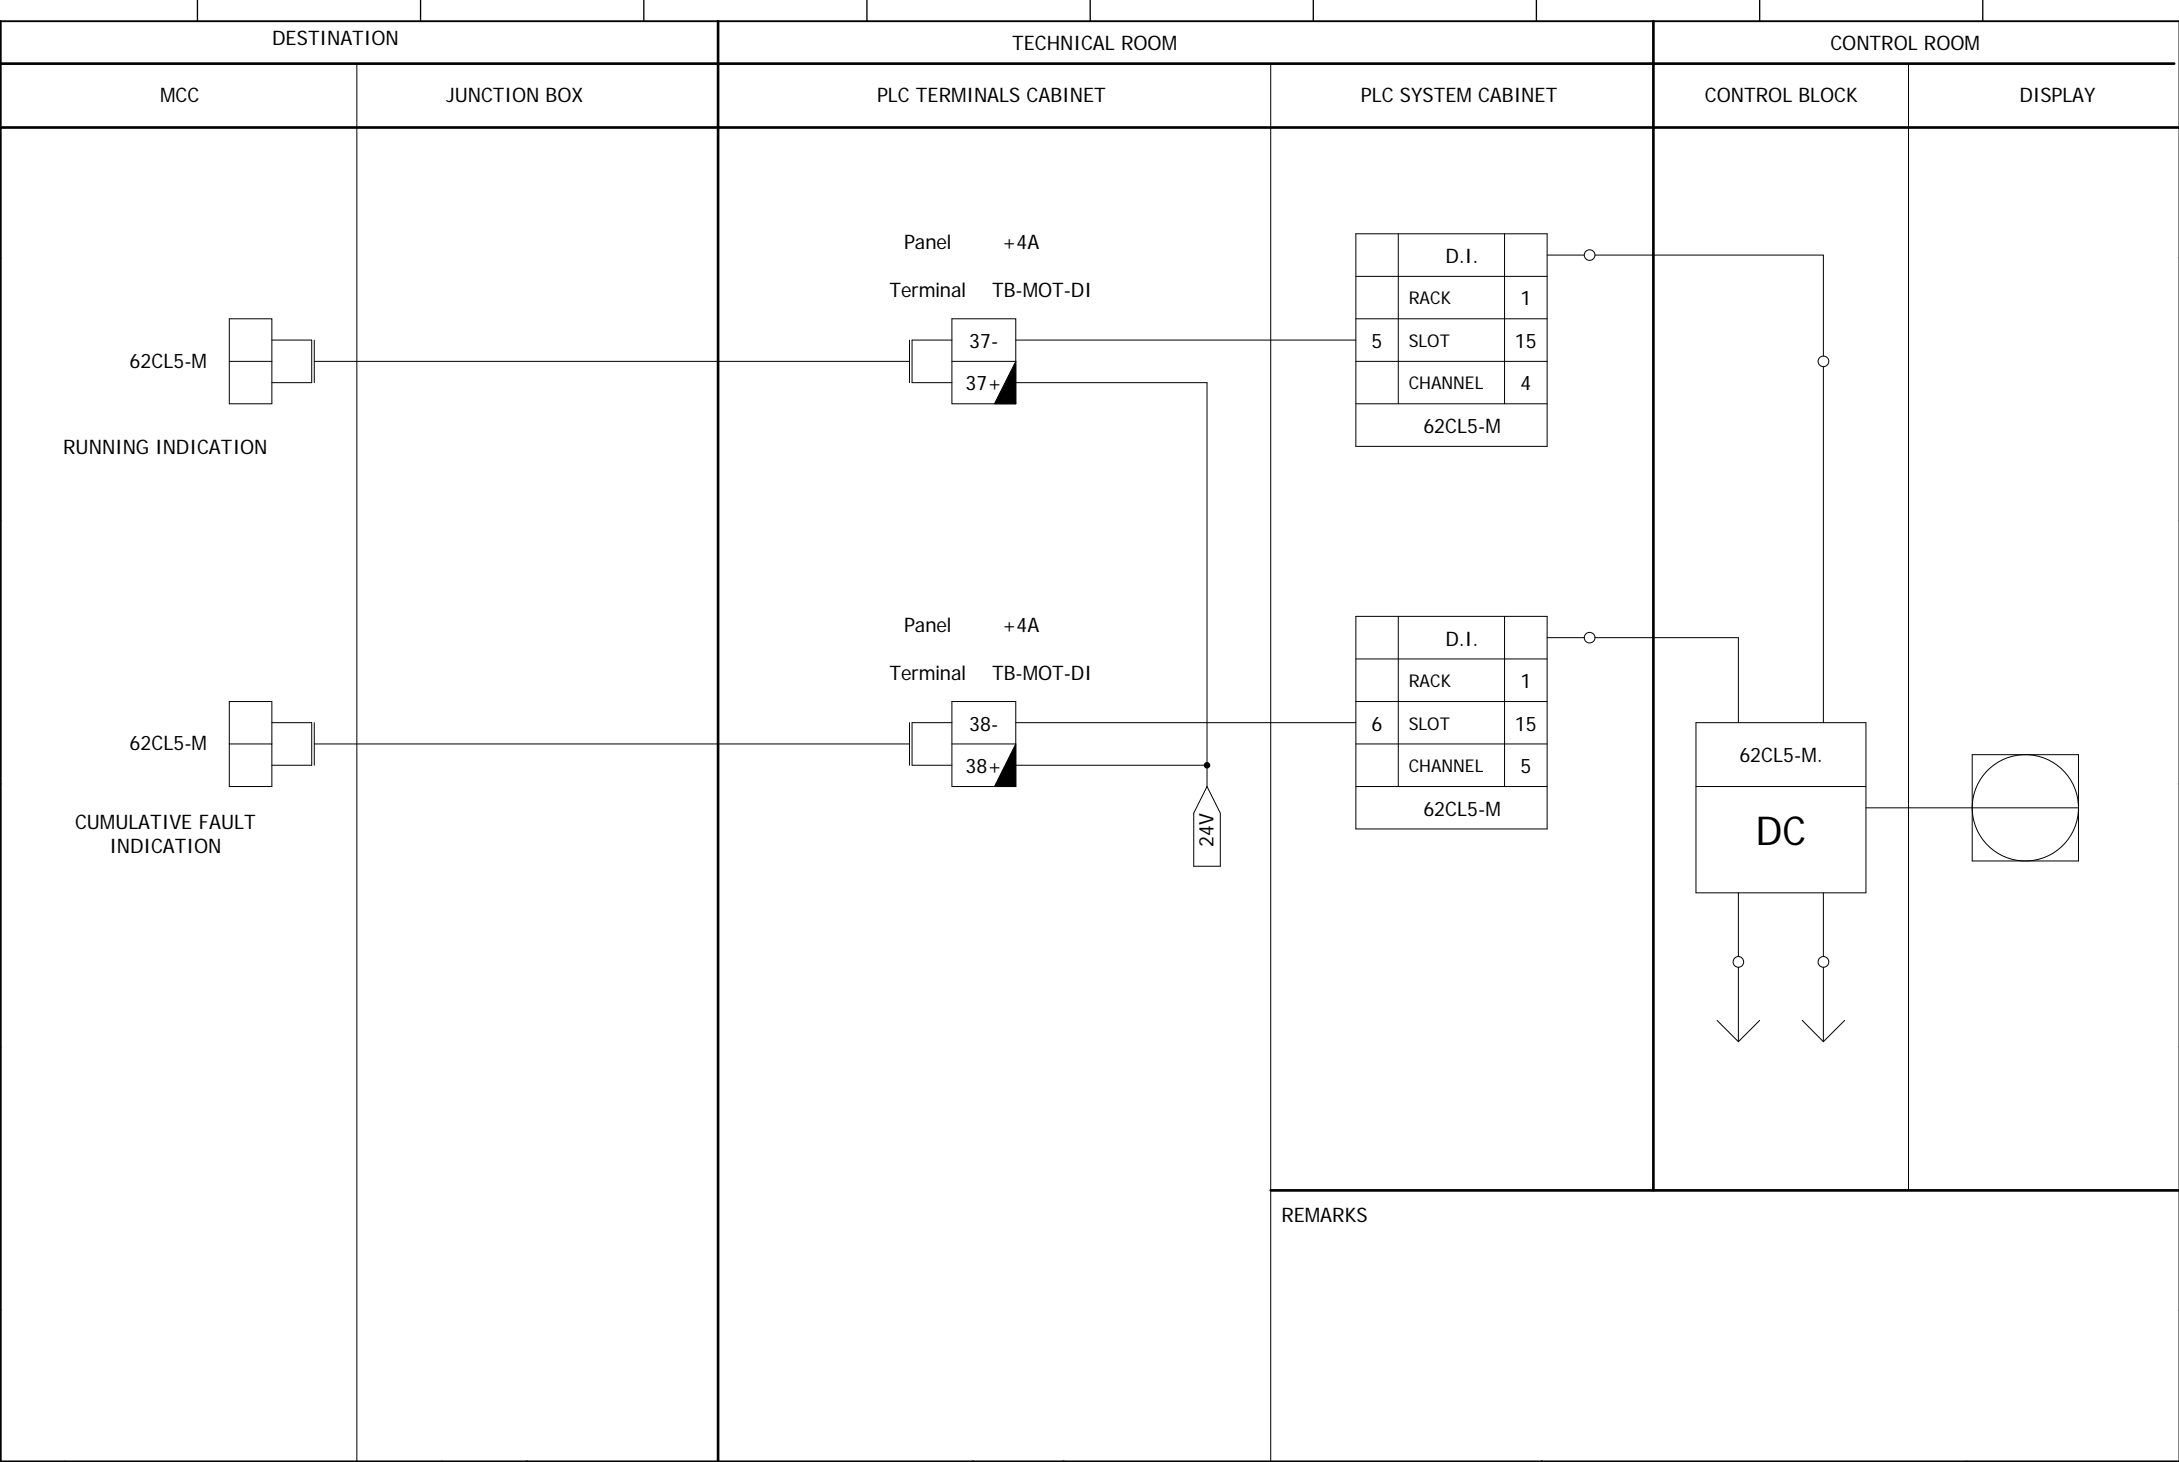 DESTINATION
TECHNICAL ROOM
CONTROL ROOM
MCC
JUNCTION BOX
PLC TERMINALS CABINET
PLC SYSTEM CABINET
CONTROL BLOCK
DISPLAY
Panel +4A
Terminal TB-MOT-DI
62CL5-M
RUNNING INDICATION
37-
37+
D.I.
RACK 1
5 SLOT 15
CHANNEL 4
62CL5-M
Panel +4A
Terminal TB-MOT-DI
62CL5-M
CUMULATIVE FAULT
INDICATION
38-
38+
24V
D.I.
RACK 1
6 SLOT 15
CHANNEL 5
62CL5-M
62CL5-M.
DC
REMARKS